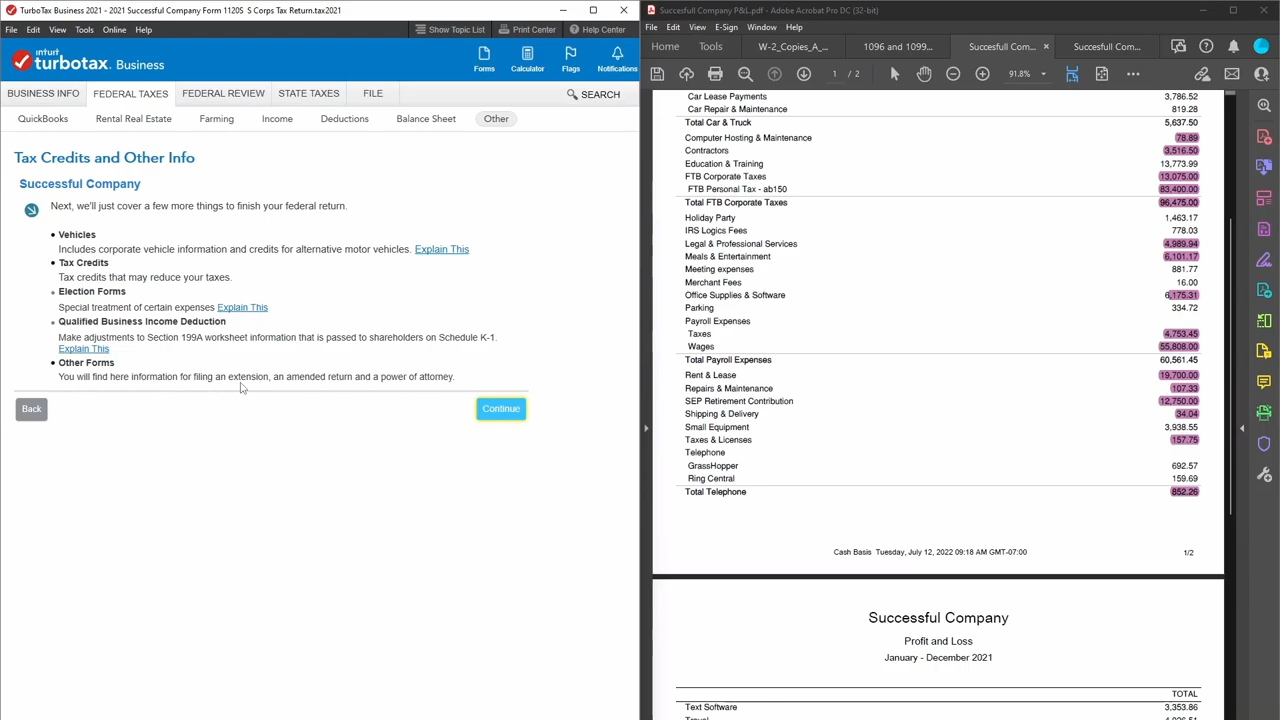 TurboTax Business 2021 - 2021 Successful Company Form 1120S S Corps Tax Return.tax2021
File Edit View Tools Online Help
Show Topic List Print Center Help Center
intuit turbotax. Business
Forms Calculator Flags Notifications
BUSINESS INFO FEDERAL TAXES FEDERAL REVIEW STATE TAXES FILE SEARCH
QuickBooks Rental Real Estate Farming Income Deductions Balance Sheet Other
Tax Credits and Other Info
Successful Company
Next, we'll just cover a few more things to finish your federal return.
• Vehicles
Includes corporate vehicle information and credits for alternative motor vehicles. Explain This
• Tax Credits
Tax credits that may reduce your taxes.
• Election Forms
Special treatment of certain expenses Explain This
• Qualified Business Income Deduction
Make adjustments to Section 199A worksheet information that is passed to shareholders on Schedule K-1.
Explain This
• Other Forms
You will find here information for filing an extension, an amended return and a power of attorney.
Back Continue
Succesfull Company P&L.pdf - Adobe Acrobat Pro DC (32-bit)
File Edit View E-Sign Window Help
Home Tools W-2_Copies_A_... 1096 and 1099... Succesfull Com... × Succesfull Com...
1 / 2 91.8%
Car Lease Payments 3,786.52
Car Repair & Maintenance 819.28
Total Car & Truck 5,637.50
Computer Hosting & Maintenance 78.89
Contractors 3,516.50
Education & Training 13,773.99
FTB Corporate Taxes 13,075.00
FTB Personal Tax - ab150 83,400.00
Total FTB Corporate Taxes 96,475.00
Holiday Party 1,463.17
IRS Logics Fees 778.03
Legal & Professional Services 4,989.94
Meals & Entertainment 6,101.17
Meeting expenses 881.77
Merchant Fees 16.00
Office Supplies & Software 6,175.31
Parking 334.72
Payroll Expenses
Taxes 4,753.45
Wages 55,808.00
Total Payroll Expenses 60,561.45
Rent & Lease 19,700.00
Repairs & Maintenance 107.33
SEP Retirement Contribution 12,750.00
Shipping & Delivery 34.04
Small Equipment 3,938.55
Taxes & Licenses 157.75
Telephone
GrassHopper 692.57
Ring Central 159.69
Total Telephone 852.26
Cash Basis Tuesday, July 12, 2022 09:18 AM GMT-07:00 1/2
Successful Company
Profit and Loss
January - December 2021
TOTAL
Text Software 3,353.86